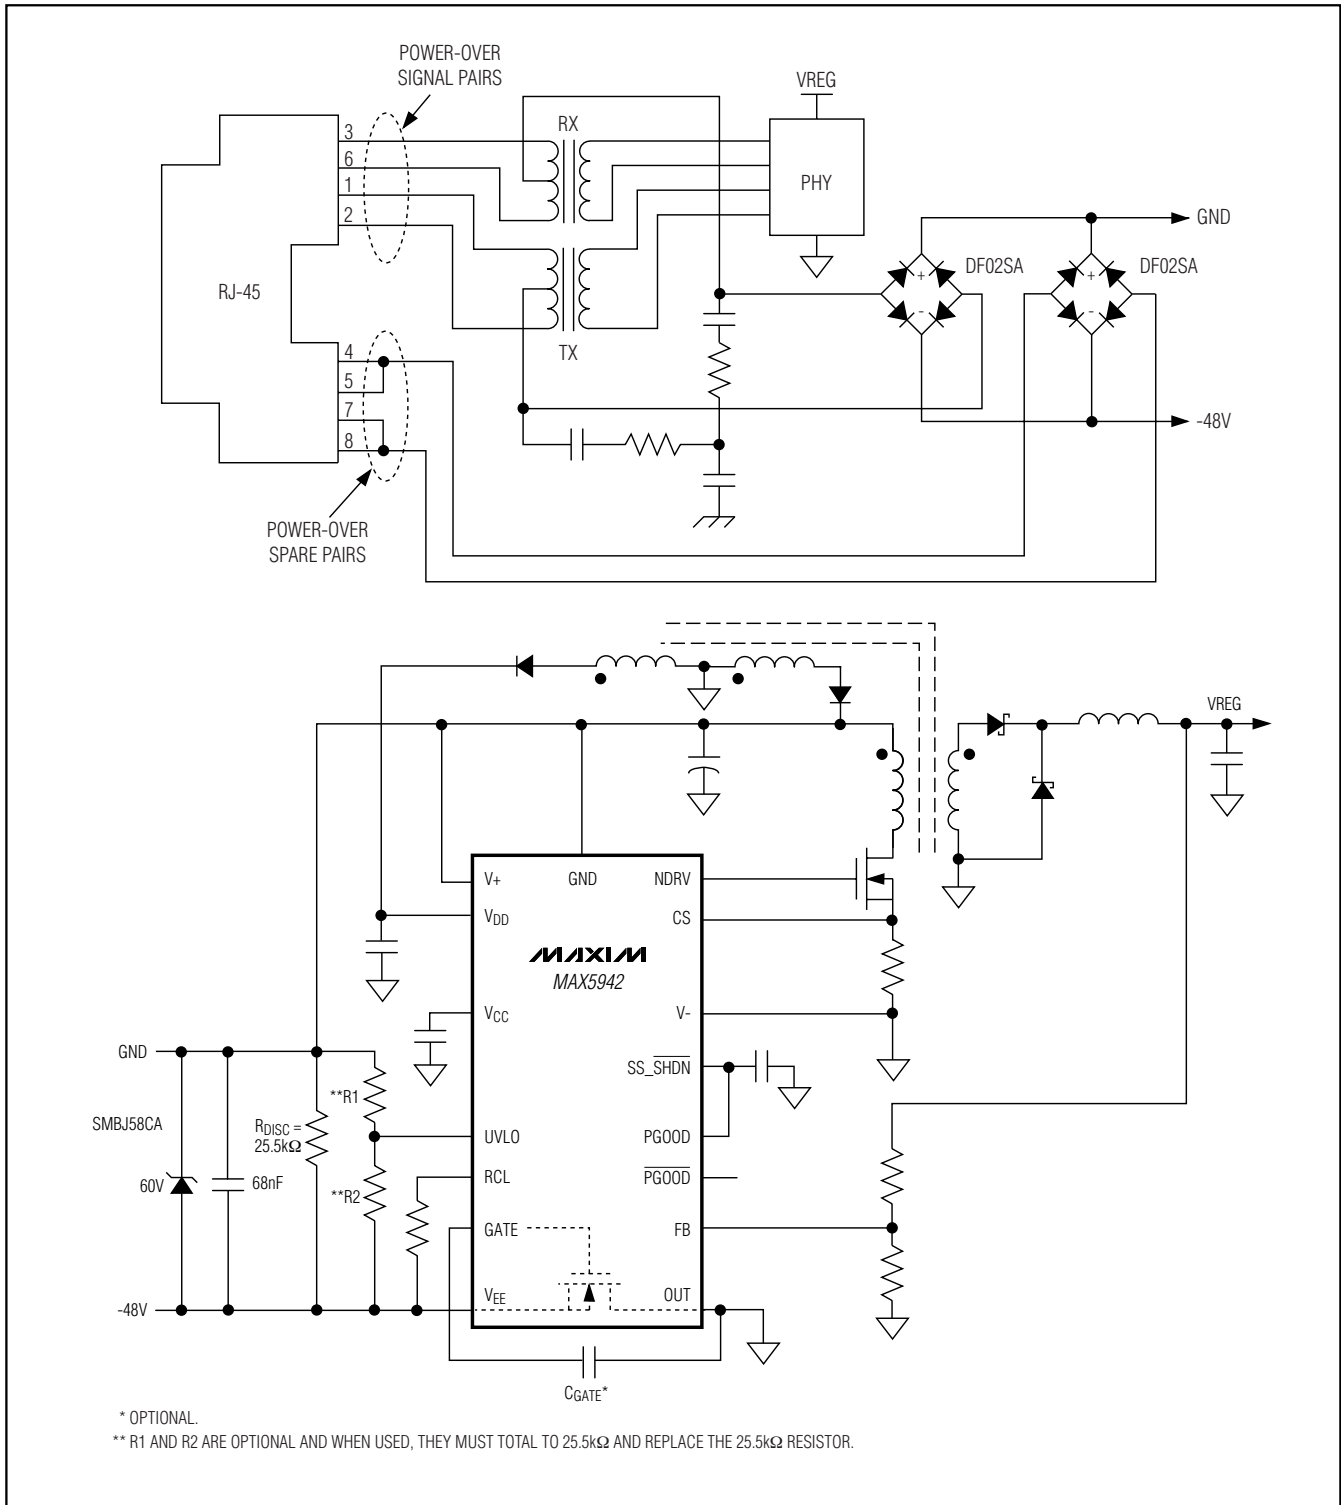 POWER-OVER
SIGNAL PAIRS
VREG
RX
3
6
1
2
PHY
GND
+
DF02SA
+
DF02SA
-
-
RJ-45
TX
4
5
7
8
-48V
POWER-OVER
SPARE PAIRS
VREG
V+
GND
NDRV
VDD
CS
MAXIM
MAX5942
VCC
V-
GND
SS_SHDN
**R1
SMBJ58CA
RDISC =
25.5kΩ
UVLO
PGOOD
RCL
PGOOD
60V
68nF
**R2
GATE
FB
VEE
OUT
-48V
CGATE*
* OPTIONAL.
** R1 AND R2 ARE OPTIONAL AND WHEN USED, THEY MUST TOTAL TO 25.5kΩ AND REPLACE THE 25.5kΩ RESISTOR.